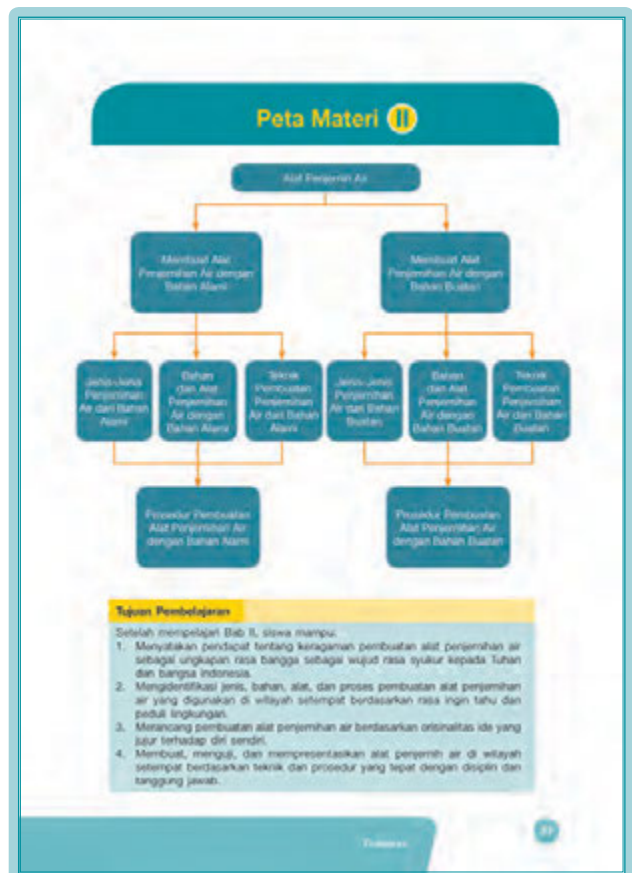 Peta Materi II
Alat Penjernih Air
Membuat Alat
Penjernihan Air dengan
Bahan Alami
Membuat Alat
Penjernihan Air dengan
Bahan Buatan
Jenis-Jenis
Penjernihan
Air dari Bahan
Alami
Bahan
dan Alat
Penjernihan
Air dengan
Bahan Alami
Teknik
Pembuatan
Penjernihan
Air dari Bahan
Alami
Jenis-Jenis
Penjernihan
Air dari Bahan
Buatan
Bahan
dan Alat
Penjernihan
Air dengan
Bahan Buatan
Teknik
Pembuatan
Penjernihan
Air dari Bahan
Buatan
Prosedur Pembuatan
Alat Penjernihan Air
dengan Bahan Alami
Prosedur Pembuatan
Alat Penjernihan Air
dengan Bahan Buatan
Tujuan Pembelajaran
Setelah mempelajari Bab II, siswa mampu:
1. Menyatakan pendapat tentang keragaman pembuatan alat penjernihan air
sebagai ungkapan rasa bangga sebagai wujud rasa syukur kepada Tuhan
dan bangsa Indonesia.
2. Mengidentifikasi jenis, bahan, alat, dan proses pembuatan alat penjernihan
air yang digunakan di wilayah setempat berdasarkan rasa ingin tahu dan
peduli lingkungan.
3. Merancang pembuatan alat penjernihan air berdasarkan orisinalitas ide yang
jujur terhadap diri sendiri.
4. Membuat, menguji, dan mempresentasikan alat penjernih air di wilayah
setempat berdasarkan teknik dan prosedur yang tepat dengan disiplin dan
tanggung jawab.